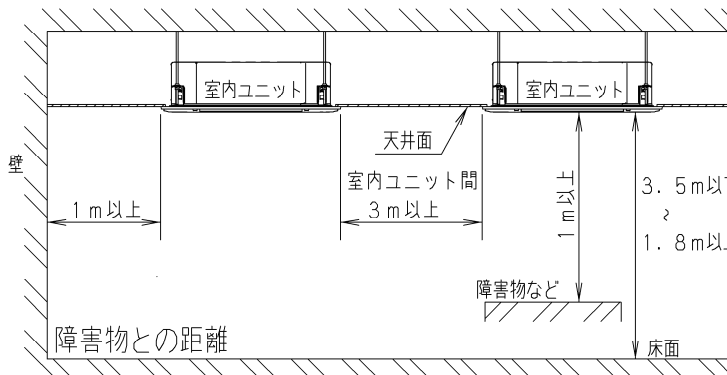 室内ユニット
室内ユニット
天井面
壁
室内ユニット間
1m以上
3m以上
1m以上
3.5m以下
~
1.8m以上
障害物など
障害物との距離
床面